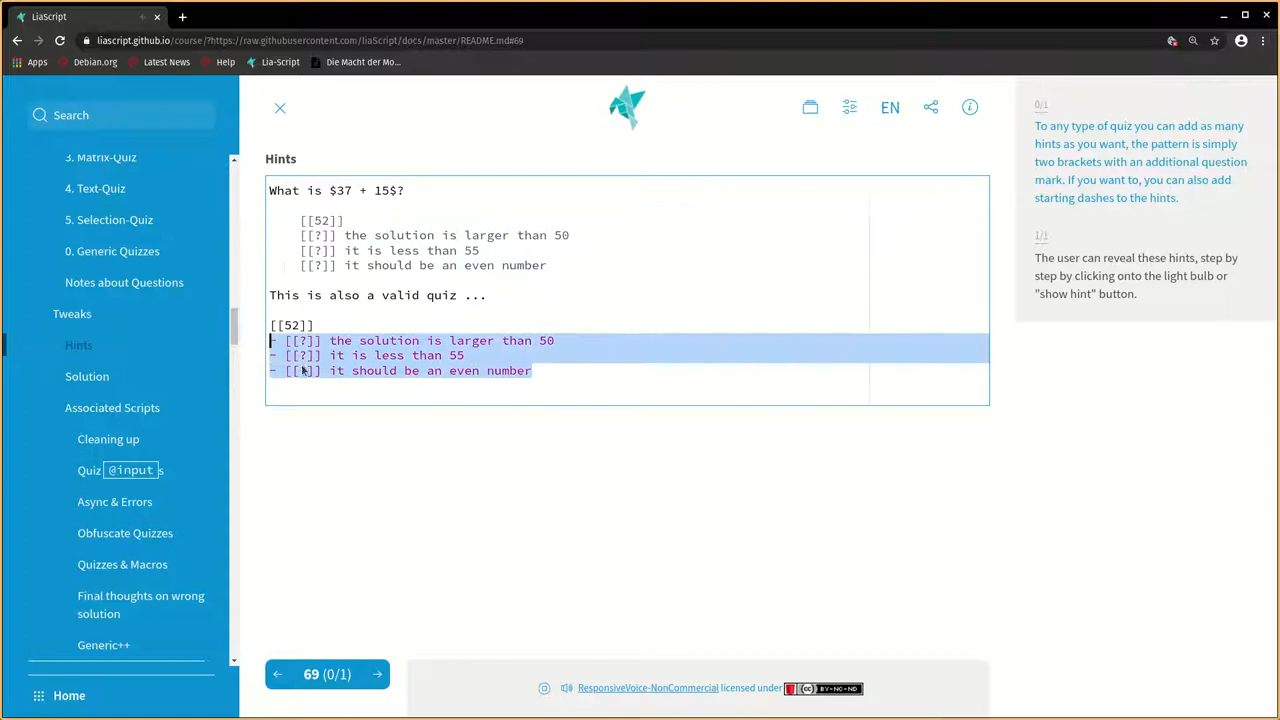 LiaScript
liascript.github.io/course/?https://raw.githubusercontent.com/liaScript/docs/master/README.md#69
Apps
Debian.org
Latest News
Help
Lia-Script
Die Macht der Mo...
Search
3. Matrix-Quiz
4. Text-Quiz
5. Selection-Quiz
0. Generic Quizzes
Notes about Questions
Tweaks
Hints
Solution
Associated Scripts
Cleaning up
Quiz @input s
Async & Errors
Obfuscate Quizzes
Quizzes & Macros
Final thoughts on wrong
solution
Generic++
Home
EN
Hints
What is $37 + 15$?
[[52]]
[[?]] the solution is larger than 50
[[?]] it is less than 55
[[?]] it should be an even number
This is also a valid quiz ...
[[52]]
- [[?]] the solution is larger than 50
- [[?]] it is less than 55
- [[?]] it should be an even number
69 (0/1)
ResponsiveVoice-NonCommercial licensed under
BY-NC-ND
0/1
To any type of quiz you can add as many
hints as you want, the pattern is simply
two brackets with an additional question
mark. If you want to, you can also add
starting dashes to the hints.
1/1
The user can reveal these hints, step by
step by clicking onto the light bulb or
"show hint" button.